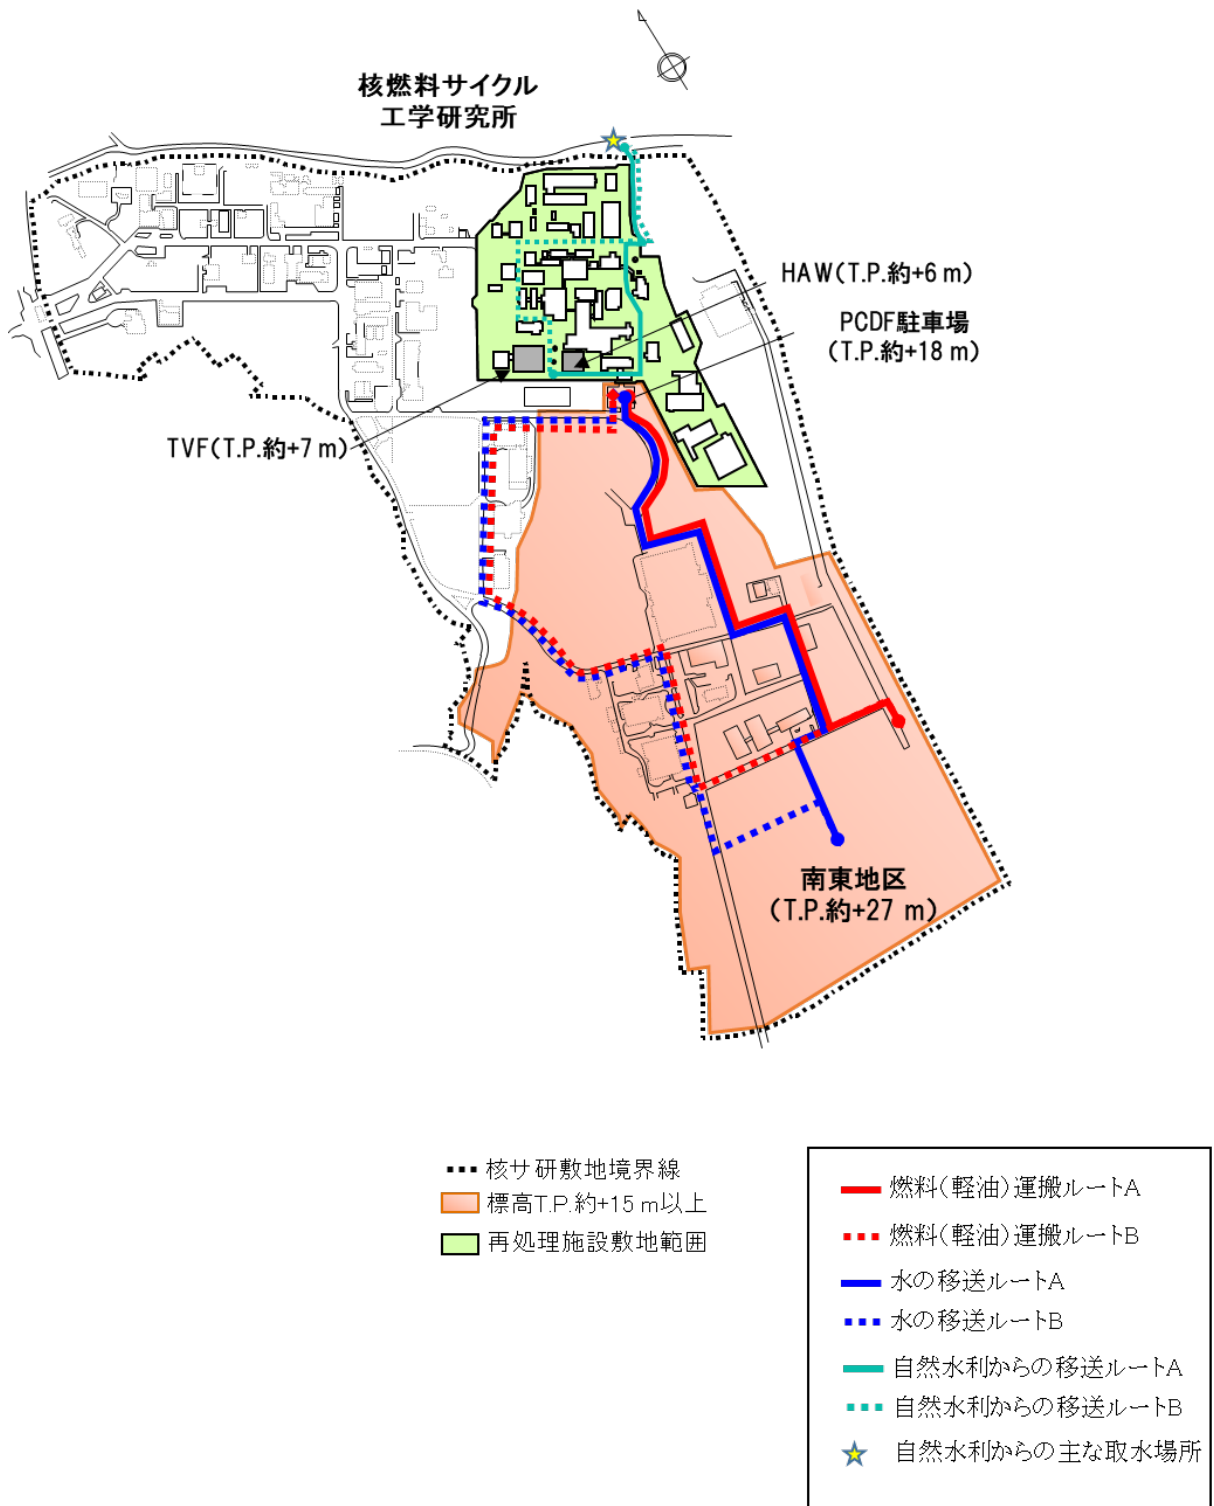 核燃料サイクル
工学研究所
HAW(T.P.約+6 m)
PCDF駐車場
(T.P.約+18 m)
TVF(T.P.約+7 m)
南東地区
(T.P.約+27 m)
核サ研敷地境界線
標高T.P.約+15 m以上
再処理施設敷地範囲
燃料(軽油)運搬ルートA
燃料(軽油)運搬ルートB
水の移送ルートA
水の移送ルートB
自然水利からの移送ルートA
自然水利からの移送ルートB
自然水利からの主な取水場所